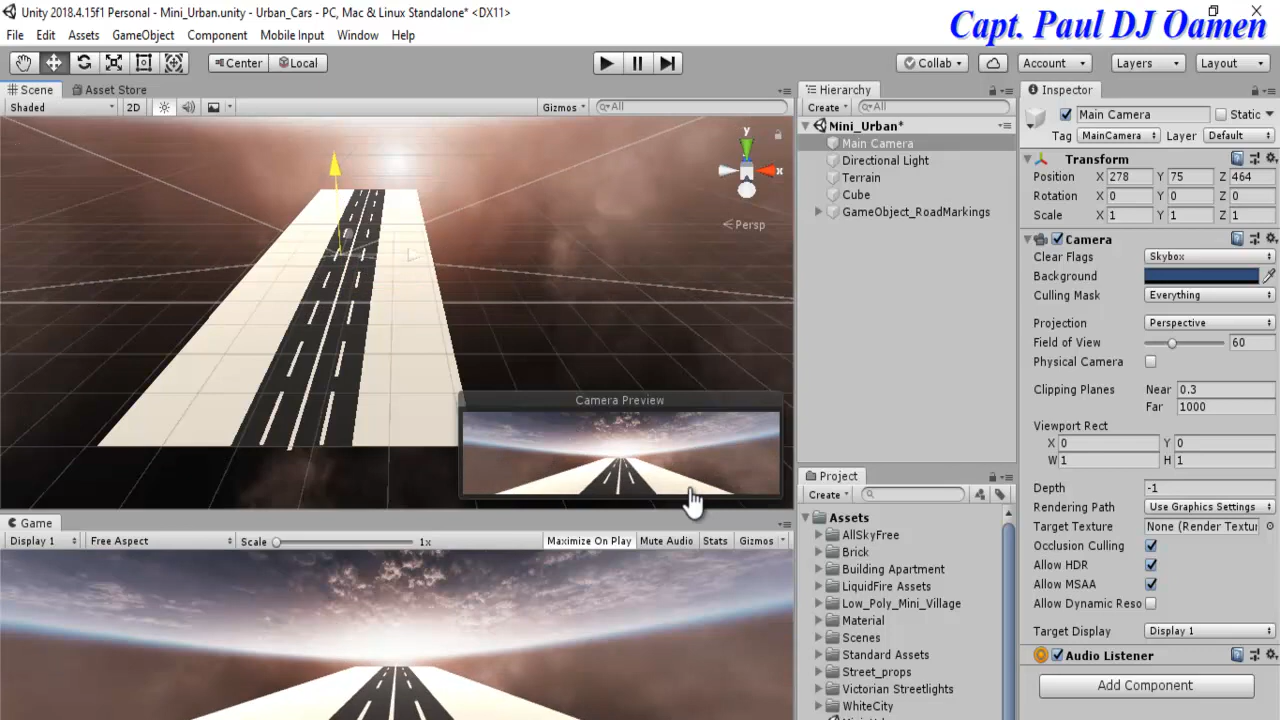 Unity 2018.4.15f1 Personal - Mini_Urban.unity - Urban_Cars - PC, Mac & Linux Standalone* <DX11>
Capt. Paul DJ Oamen
File Edit Assets GameObject Component Mobile Input Window Help
Center Local Collab Account Layers Layout
Scene Asset Store
Shaded 2D Gizmos All
y
x
Persp
Camera Preview
Game
Display 1 Free Aspect Scale 1x Maximize On Play Mute Audio Stats Gizmos
Hierarchy
Create All
Mini_Urban*
Main Camera
Directional Light
Terrain
Cube
GameObject_RoadMarkings
Project
Create
Assets
AllSkyFree
Brick
Building Apartment
LiquidFire Assets
Low_Poly_Mini_Village
Material
Scenes
Standard Assets
Street_props
Victorian Streetlights
WhiteCity
Inspector
Main Camera Static
Tag MainCamera Layer Default
Transform
Position X 278 Y 75 Z 464
Rotation X 0 Y 0 Z 0
Scale X 1 Y 1 Z 1
Camera
Clear Flags Skybox
Background
Culling Mask Everything
Projection Perspective
Field of View 60
Physical Camera
Clipping Planes Near 0.3
Far 1000
Viewport Rect
X 0 Y 0
W 1 H 1
Depth -1
Rendering Path Use Graphics Settings
Target Texture None (Render Textur
Occlusion Culling
Allow HDR
Allow MSAA
Allow Dynamic Reso
Target Display Display 1
Audio Listener
Add Component